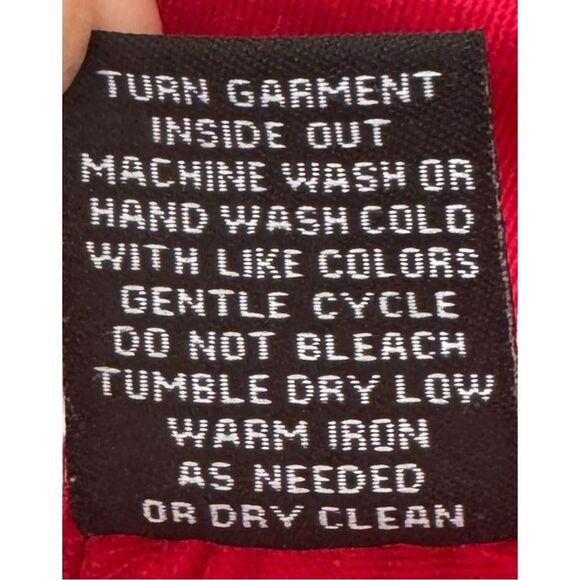 TURN GARMENT
INSIDE OUT
MACHINE WASH OR
HAND WASH COLD
WITH LIKE COLORS
GENTLE CYCLE
DO NOT BLEACH
TUMBLE DRY LOW
WARM IRON
AS NEEDED
OR DRY CLEAN